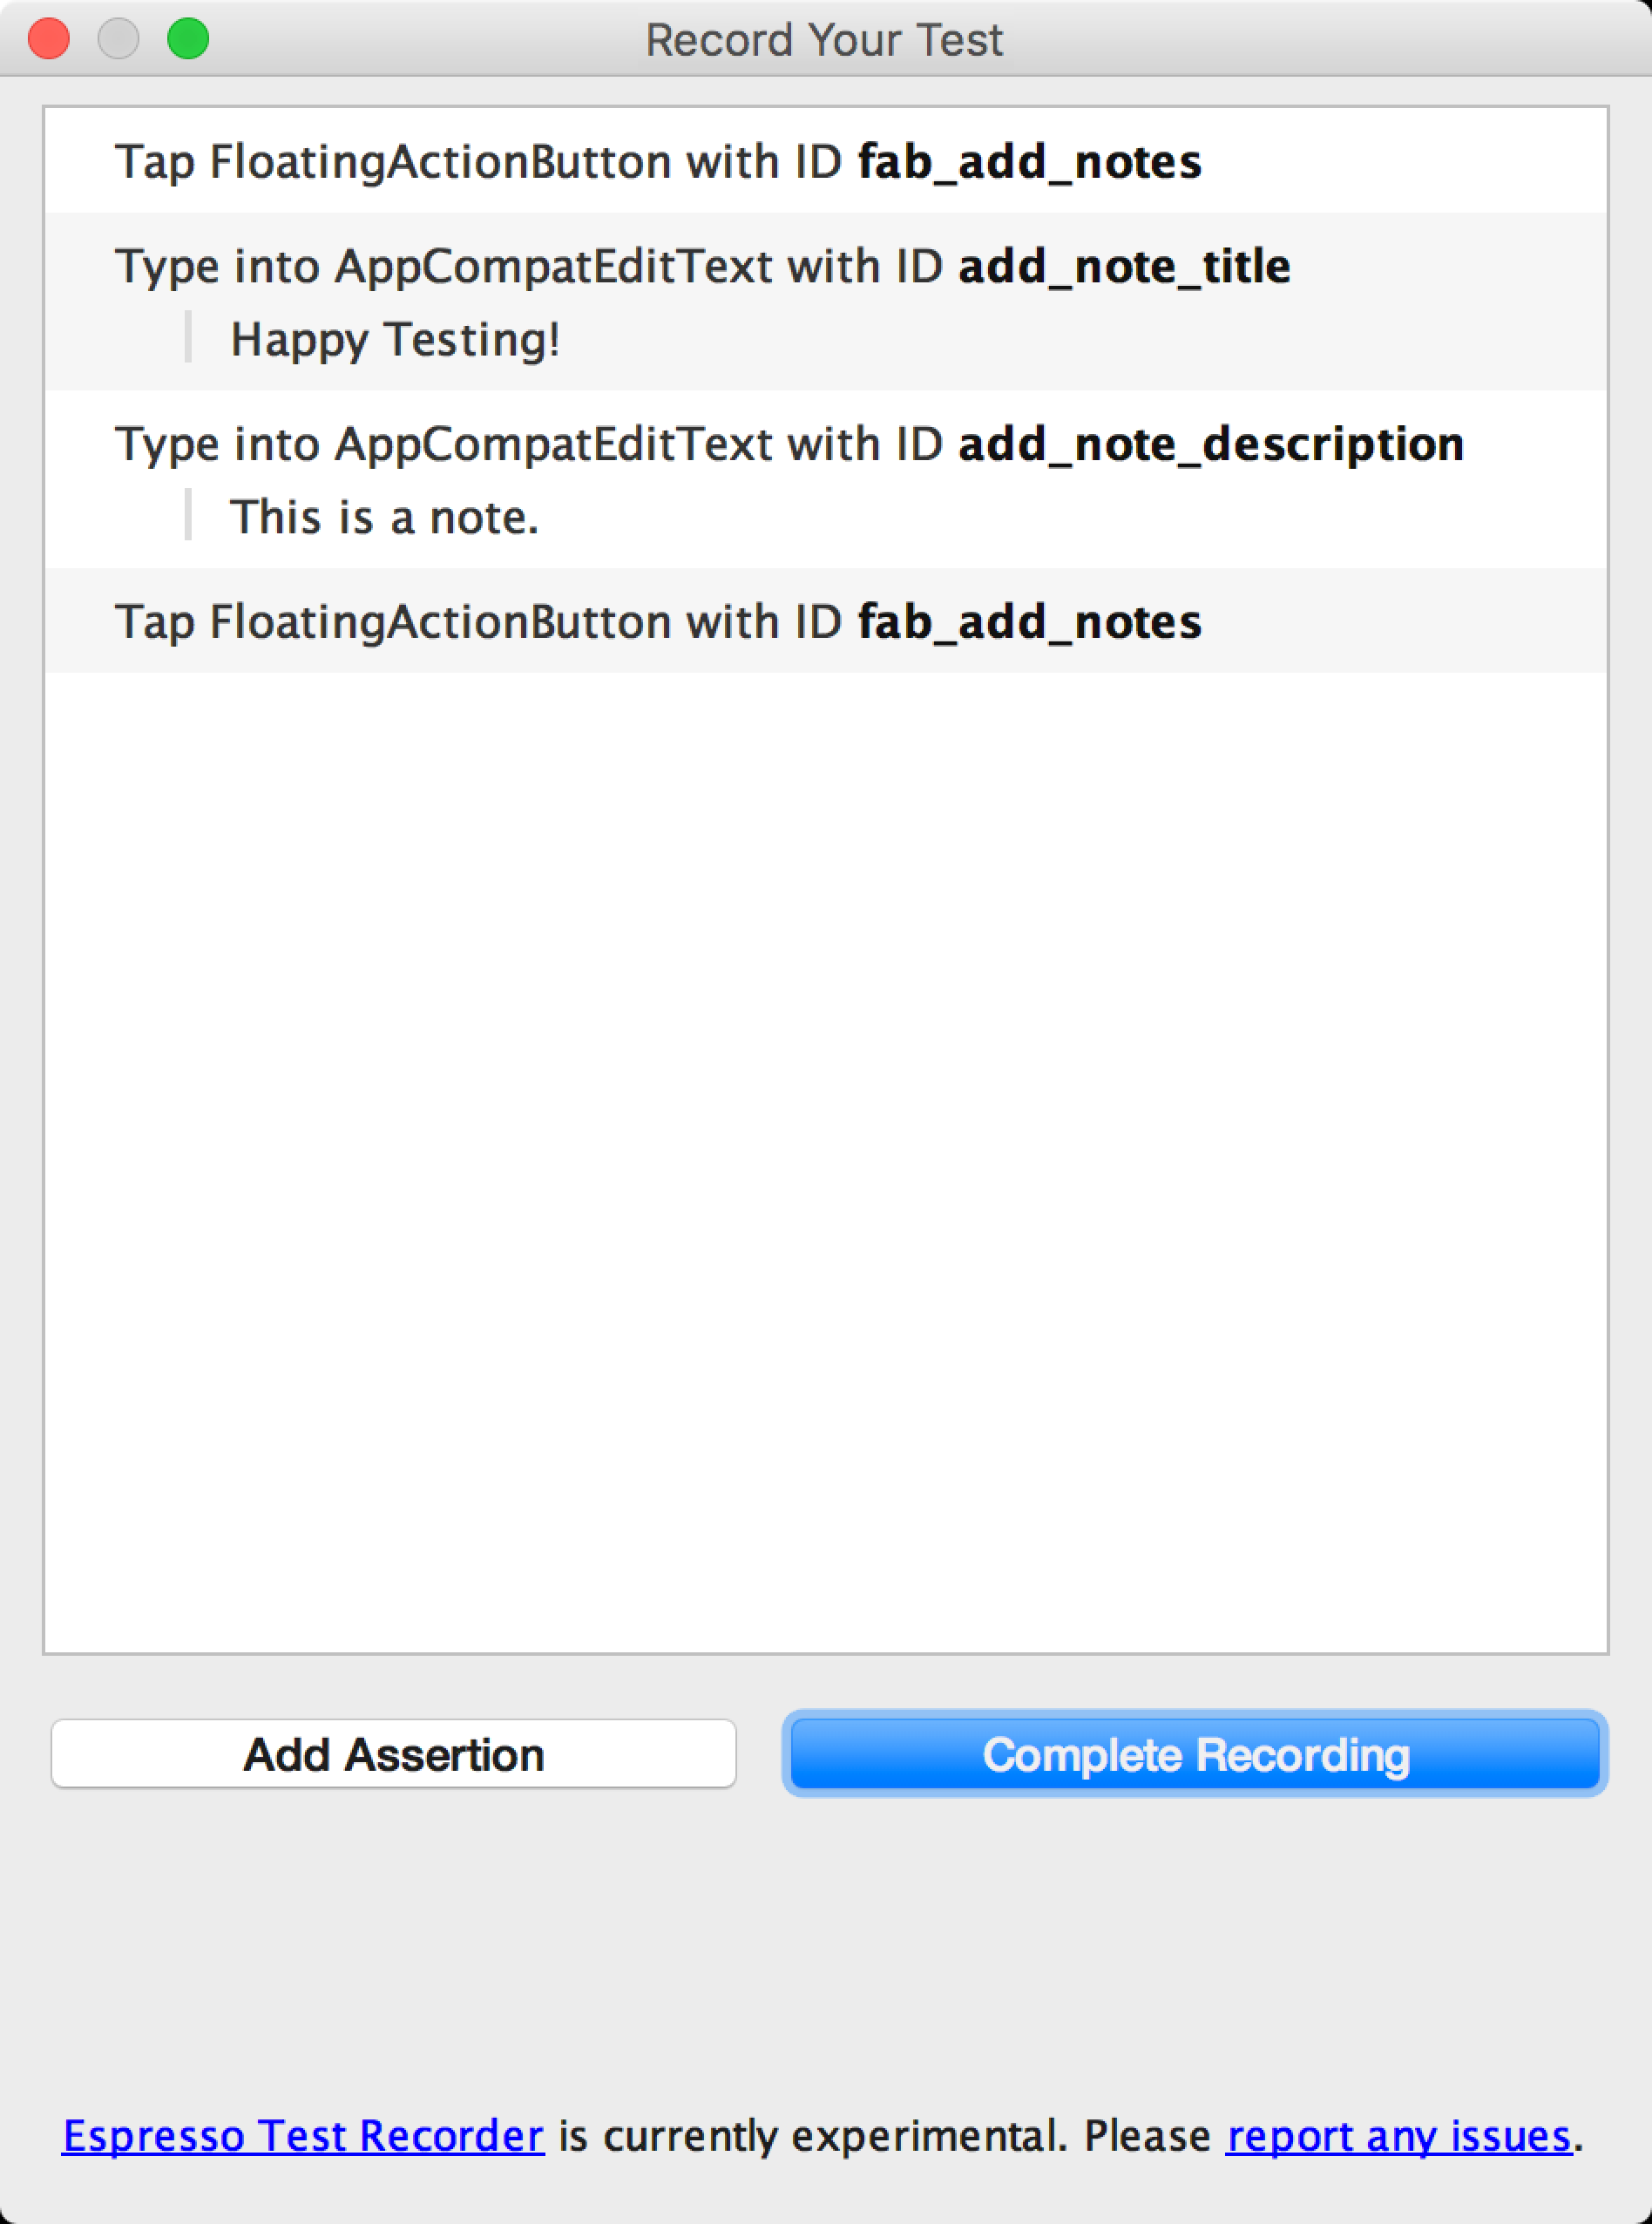 Record Your Test
Tap FloatingActionButton with ID fab_add_notes
Type into AppCompatEditText with ID add_note_title
Happy Testing!
Type into AppCompatEditText with ID add_note_description
This is a note.
Tap FloatingActionButton with ID fab_add_notes
Add Assertion
Complete Recording
Espresso Test Recorder is currently experimental. Please report any issues.